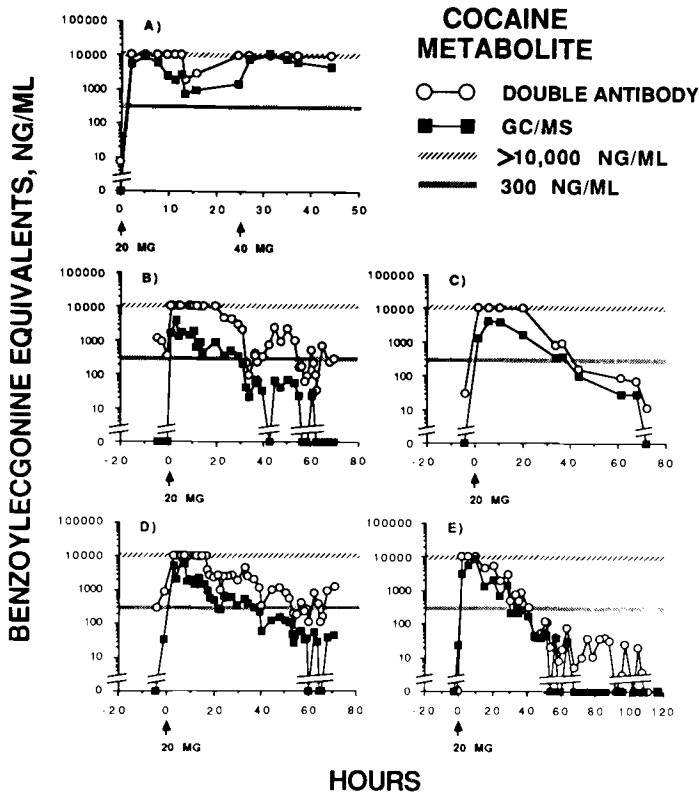 COCAINE
METABOLITE
DOUBLE ANTIBODY
GC/MS
>10,000 NG/ML
300 NG/ML
BENZOYLECGONINE EQUIVALENTS, NG/ML
A)
100000
10000
1000
100
10
0
0 10 20 30 40 50
20 MG 40 MG
B)
100000
10000
1000
100
10
0
-20 0 20 40 60 80
20 MG
C)
100000
10000
1000
100
10
0
-20 0 20 40 60 80
20 MG
D)
100000
10000
1000
100
10
0
-20 0 20 40 60 80
20 MG
E)
100000
10000
1000
100
10
0
-20 0 20 40 60 80 100 120
20 MG
HOURS